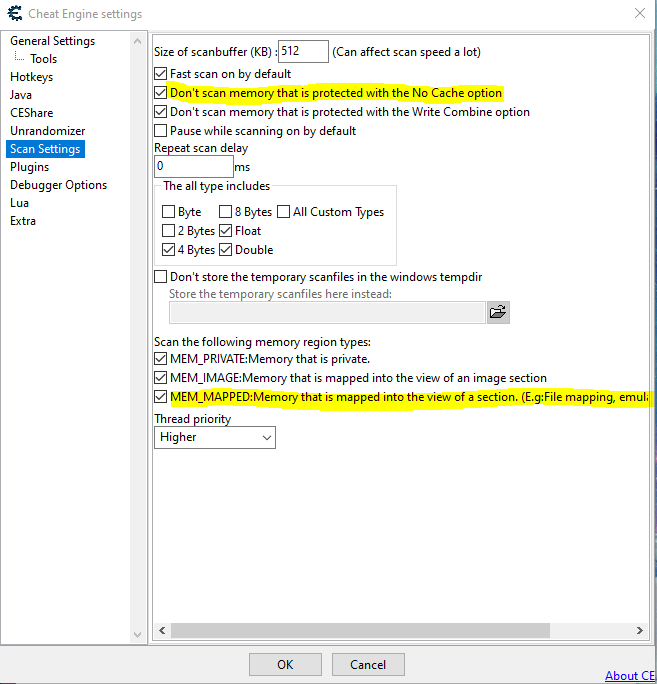 Cheat Engine settings
General Settings
Tools
Hotkeys
Java
CEShare
Unrandomizer
Scan Settings
Plugins
Debugger Options
Lua
Extra
Size of scanbuffer (KB) : 512 (Can affect scan speed a lot)
Fast scan on by default
Don't scan memory that is protected with the No Cache option
Don't scan memory that is protected with the Write Combine option
Pause while scanning on by default
Repeat scan delay
0 ms
The all type includes
Byte 8 Bytes All Custom Types
2 Bytes Float
4 Bytes Double
Don't store the temporary scanfiles in the windows tempdir
Store the temporary scanfiles here instead:
Scan the following memory region types:
MEM_PRIVATE:Memory that is private.
MEM_IMAGE:Memory that is mapped into the view of an image section
MEM_MAPPED:Memory that is mapped into the view of a section. (E.g:File mapping, emula
Thread priority
Higher
OK Cancel
About CE